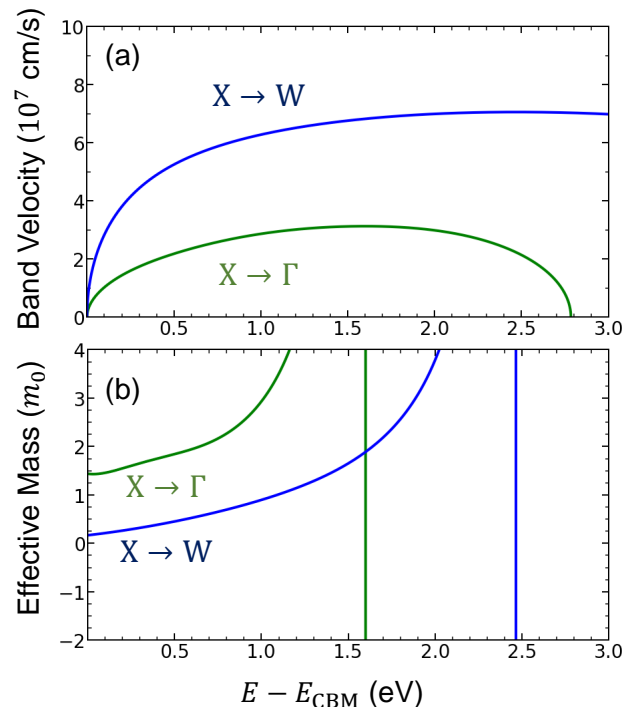 (a)
Band Velocity (10⁷ cm/s)
10
8
6
4
2
0
X → W
X → Γ
0.5 1.0 1.5 2.0 2.5 3.0
(b)
Effective Mass (m₀)
4
3
2
1
0
−1
−2
X → Γ
X → W
0.5 1.0 1.5 2.0 2.5 3.0
E − E_CBM (eV)